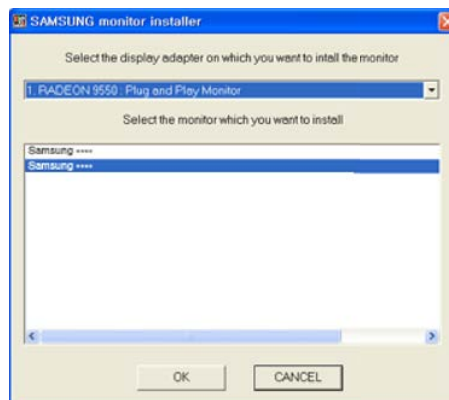 SAMSUNG monitor installer
Select the display adapter on which you want to intall the monitor
1. RADEON 9550 : Plug and Play Monitor
Select the monitor which you want to install
Samsung ****
Samsung ****
OK CANCEL